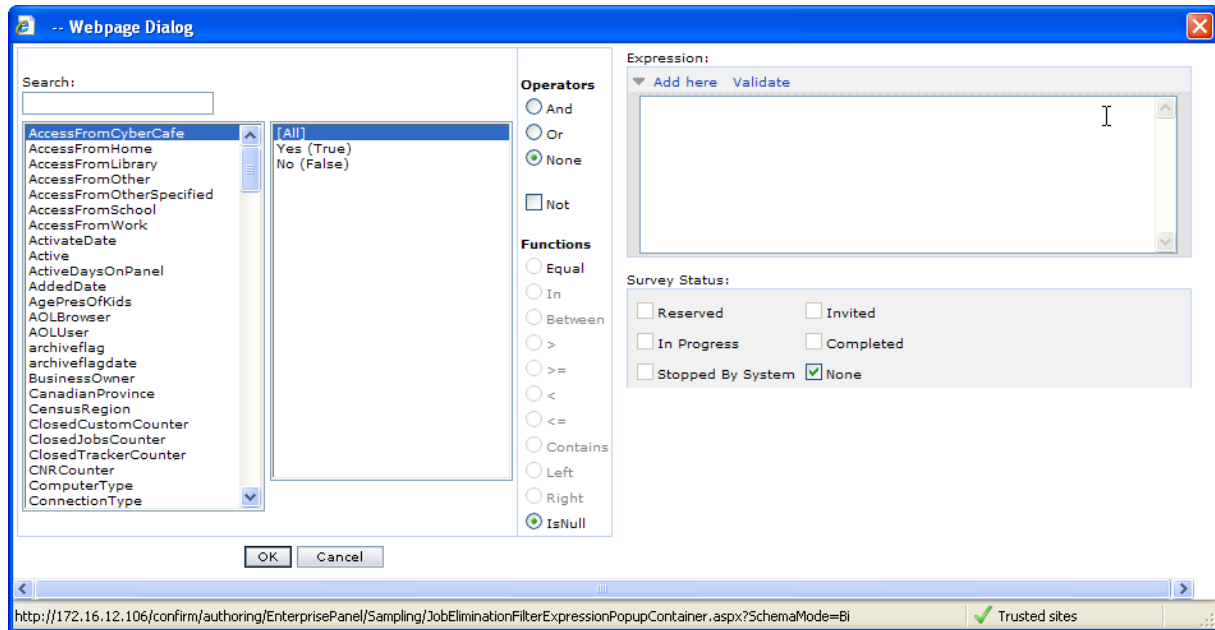 -- Webpage Dialog
Search:
AccessFromCyberCafe
AccessFromHome
AccessFromLibrary
AccessFromOther
AccessFromOtherSpecified
AccessFromSchool
AccessFromWork
ActivateDate
Active
ActiveDaysOnPanel
AddedDate
AgePresOfKids
AOLBrowser
AOLUser
archiveflag
archiveflagdate
BusinessOwner
CanadianProvince
CensusRegion
ClosedCustomCounter
ClosedJobsCounter
ClosedTrackerCounter
CNRCounter
ComputerType
ConnectionType
[All]
Yes (True)
No (False)
Operators
And
Or
None
Not
Functions
Equal
In
Between
>
>=
<
<=
Contains
Left
Right
IsNull
Expression:
Add here Validate
Survey Status:
Reserved Invited
In Progress Completed
Stopped By System None
OK Cancel
http://172.16.12.106/confirm/authoring/EnterprisePanel/Sampling/JobEliminationFilterExpressionPopupContainer.aspx?SchemaMode=Bi Trusted sites